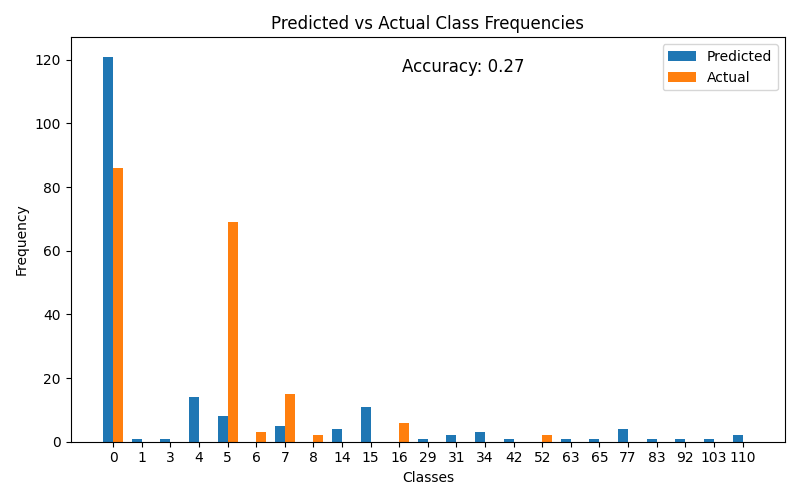 Predicted vs Actual Class Frequencies
Accuracy: 0.27
Predicted
Actual
Frequency
120
100
80
60
40
20
0
0 1 3 4 5 6 7 8 14 15 16 29 31 34 42 52 63 65 77 83 92 103 110
Classes